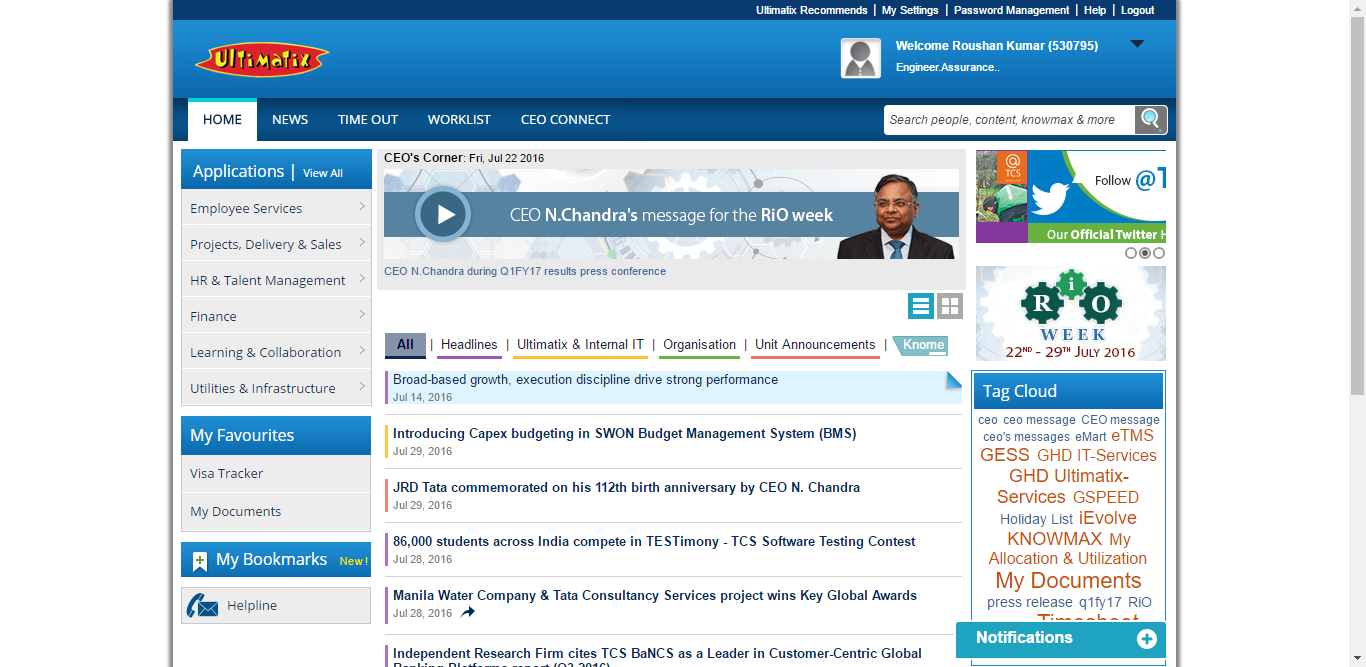 Ultimatix Recommends | My Settings | Password Management | Help | Logout
Ultimatix
Welcome Roushan Kumar (530795)
Engineer.Assurance..
HOME NEWS TIME OUT WORKLIST CEO CONNECT
Search people, content, knowmax & more
Applications | View All
Employee Services
Projects, Delivery & Sales
HR & Talent Management
Finance
Learning & Collaboration
Utilities & Infrastructure
My Favourites
Visa Tracker
My Documents
My Bookmarks New!
Helpline
CEO's Corner: Fri, Jul 22 2016
CEO N.Chandra's message for the RiO week
CEO N.Chandra during Q1FY17 results press conference
All | Headlines | Ultimatix & Internal IT | Organisation | Unit Announcements | Knome
Broad-based growth, execution discipline drive strong performance
Jul 14, 2016
Introducing Capex budgeting in SWON Budget Management System (BMS)
Jul 29, 2016
JRD Tata commemorated on his 112th birth anniversary by CEO N. Chandra
Jul 29, 2016
86,000 students across India compete in TESTimony - TCS Software Testing Contest
Jul 28, 2016
Manila Water Company & Tata Consultancy Services project wins Key Global Awards
Jul 28, 2016
Independent Research Firm cites TCS BaNCS as a Leader in Customer-Centric Global
Banking Platforms report (Q3 2016)
@
TCS
Follow @T
Our Official Twitter H
R i O
WEEK
22ND - 29TH JULY 2016
Tag Cloud
ceo ceo message CEO message
ceo's messages eMart eTMS
GESS GHD IT-Services
GHD Ultimatix-
Services GSPEED
Holiday List iEvolve
KNOWMAX My
Allocation & Utilization
My Documents
press release q1fy17 RiO
Timesheet
Notifications